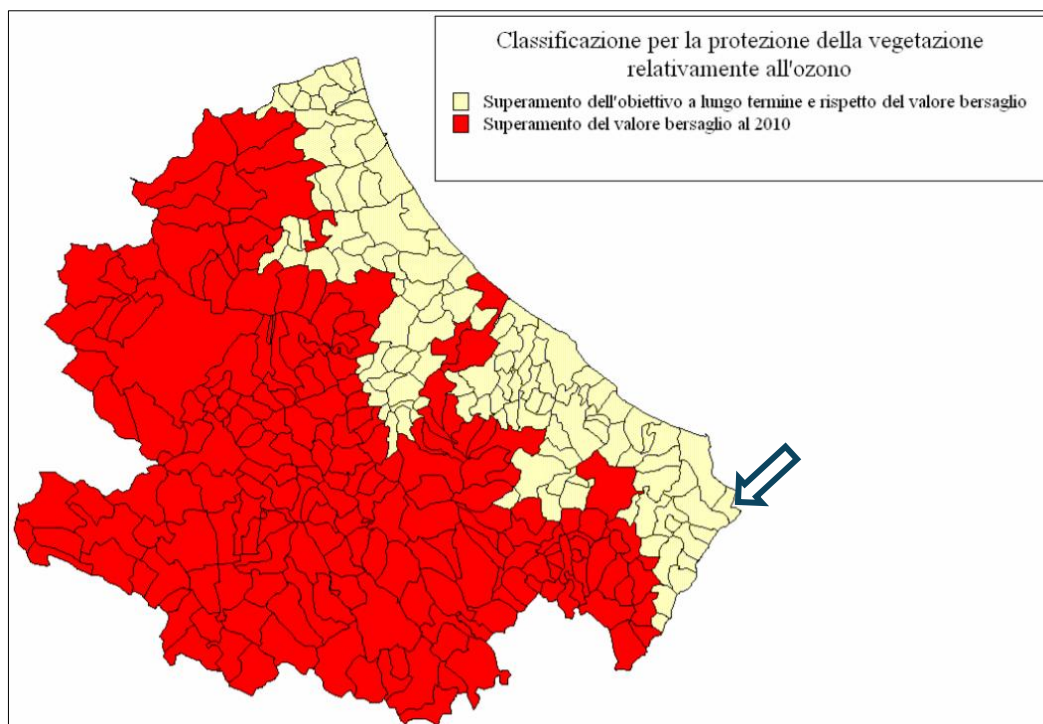 Classificazione per la protezione della vegetazione
relativamente all'ozono
Superamento dell'obiettivo a lungo termine e rispetto del valore bersaglio
Superamento del valore bersaglio al 2010